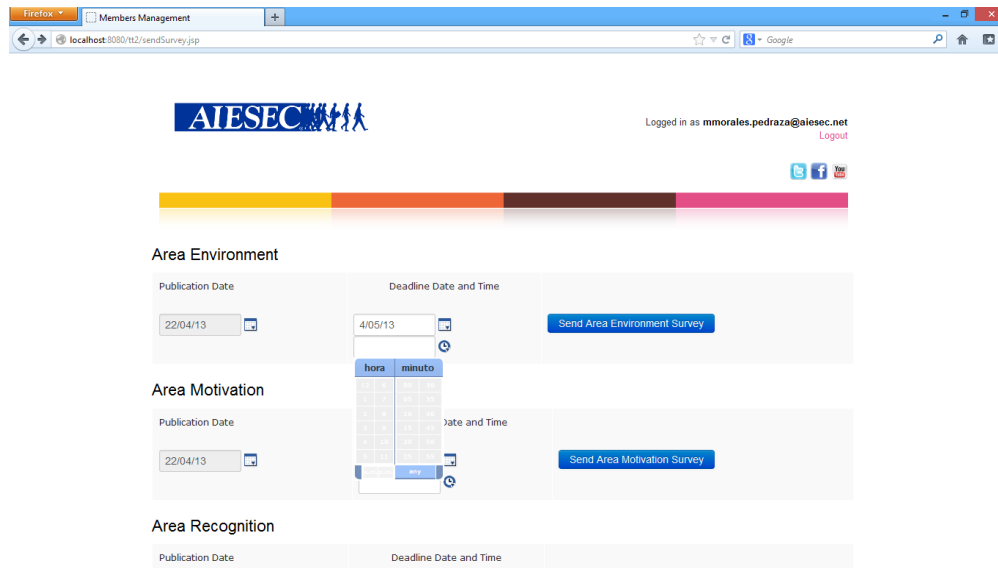 Firefox
Members Management
+
localhost:8080/tt2/sendSurvey.jsp
Google
AIESEC
Logged in as mmorales.pedraza@aiesec.net
Logout
You Tube
Area Environment
Publication Date
Deadline Date and Time
22/04/13
4/05/13
Send Area Environment Survey
hora minuto
Area Motivation
Publication Date
Date and Time
22/04/13
Send Area Motivation Survey
any
Area Recognition
Publication Date
Deadline Date and Time